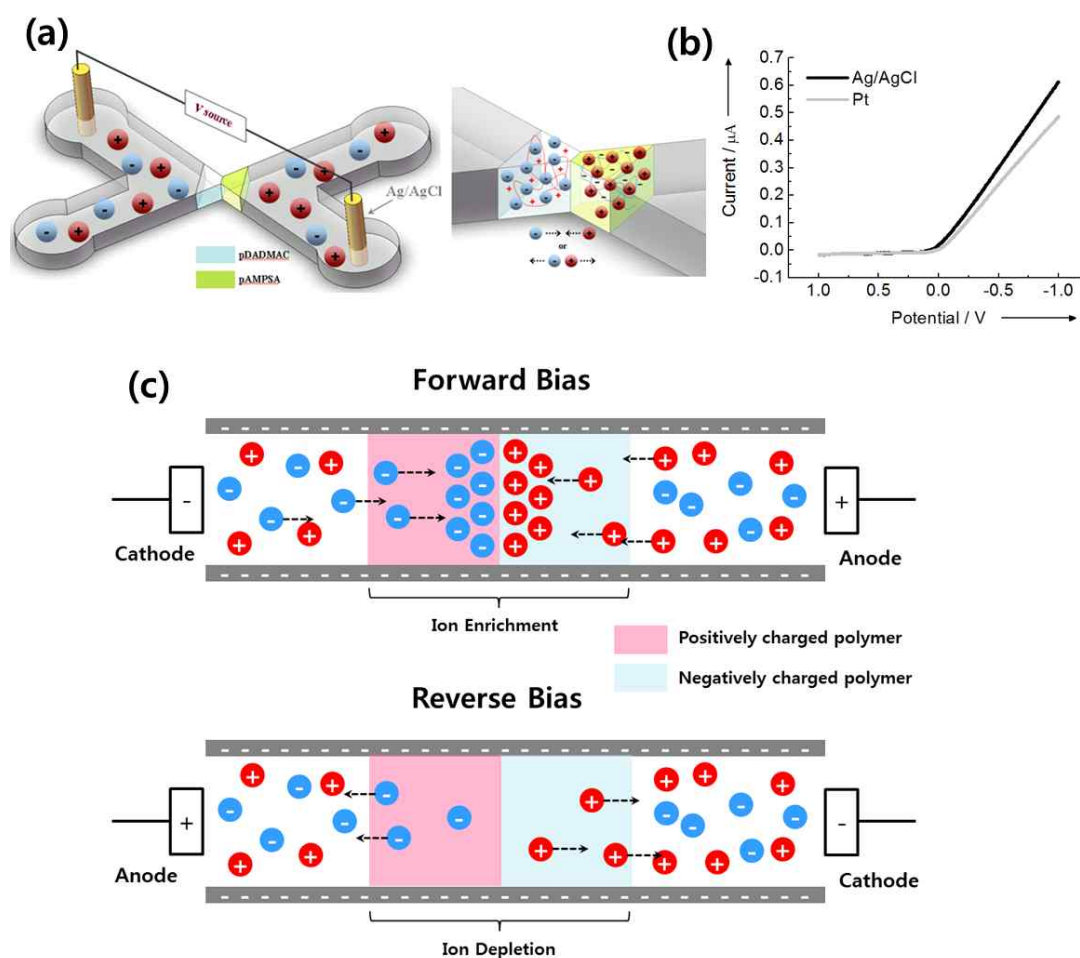 (a)
V source
Ag/AgCl
pDADMAC
pAMPSA
or
(b)
Ag/AgCl
Pt
Current / μA
0.7
0.6
0.5
0.4
0.3
0.2
0.1
0.0
-0.1
1.0 0.5 0.0 -0.5 -1.0
Potential / V
(c)
Forward Bias
-
+
Cathode
Anode
Ion Enrichment
Positively charged polymer
Negatively charged polymer
Reverse Bias
+
-
Anode
Cathode
Ion Depletion